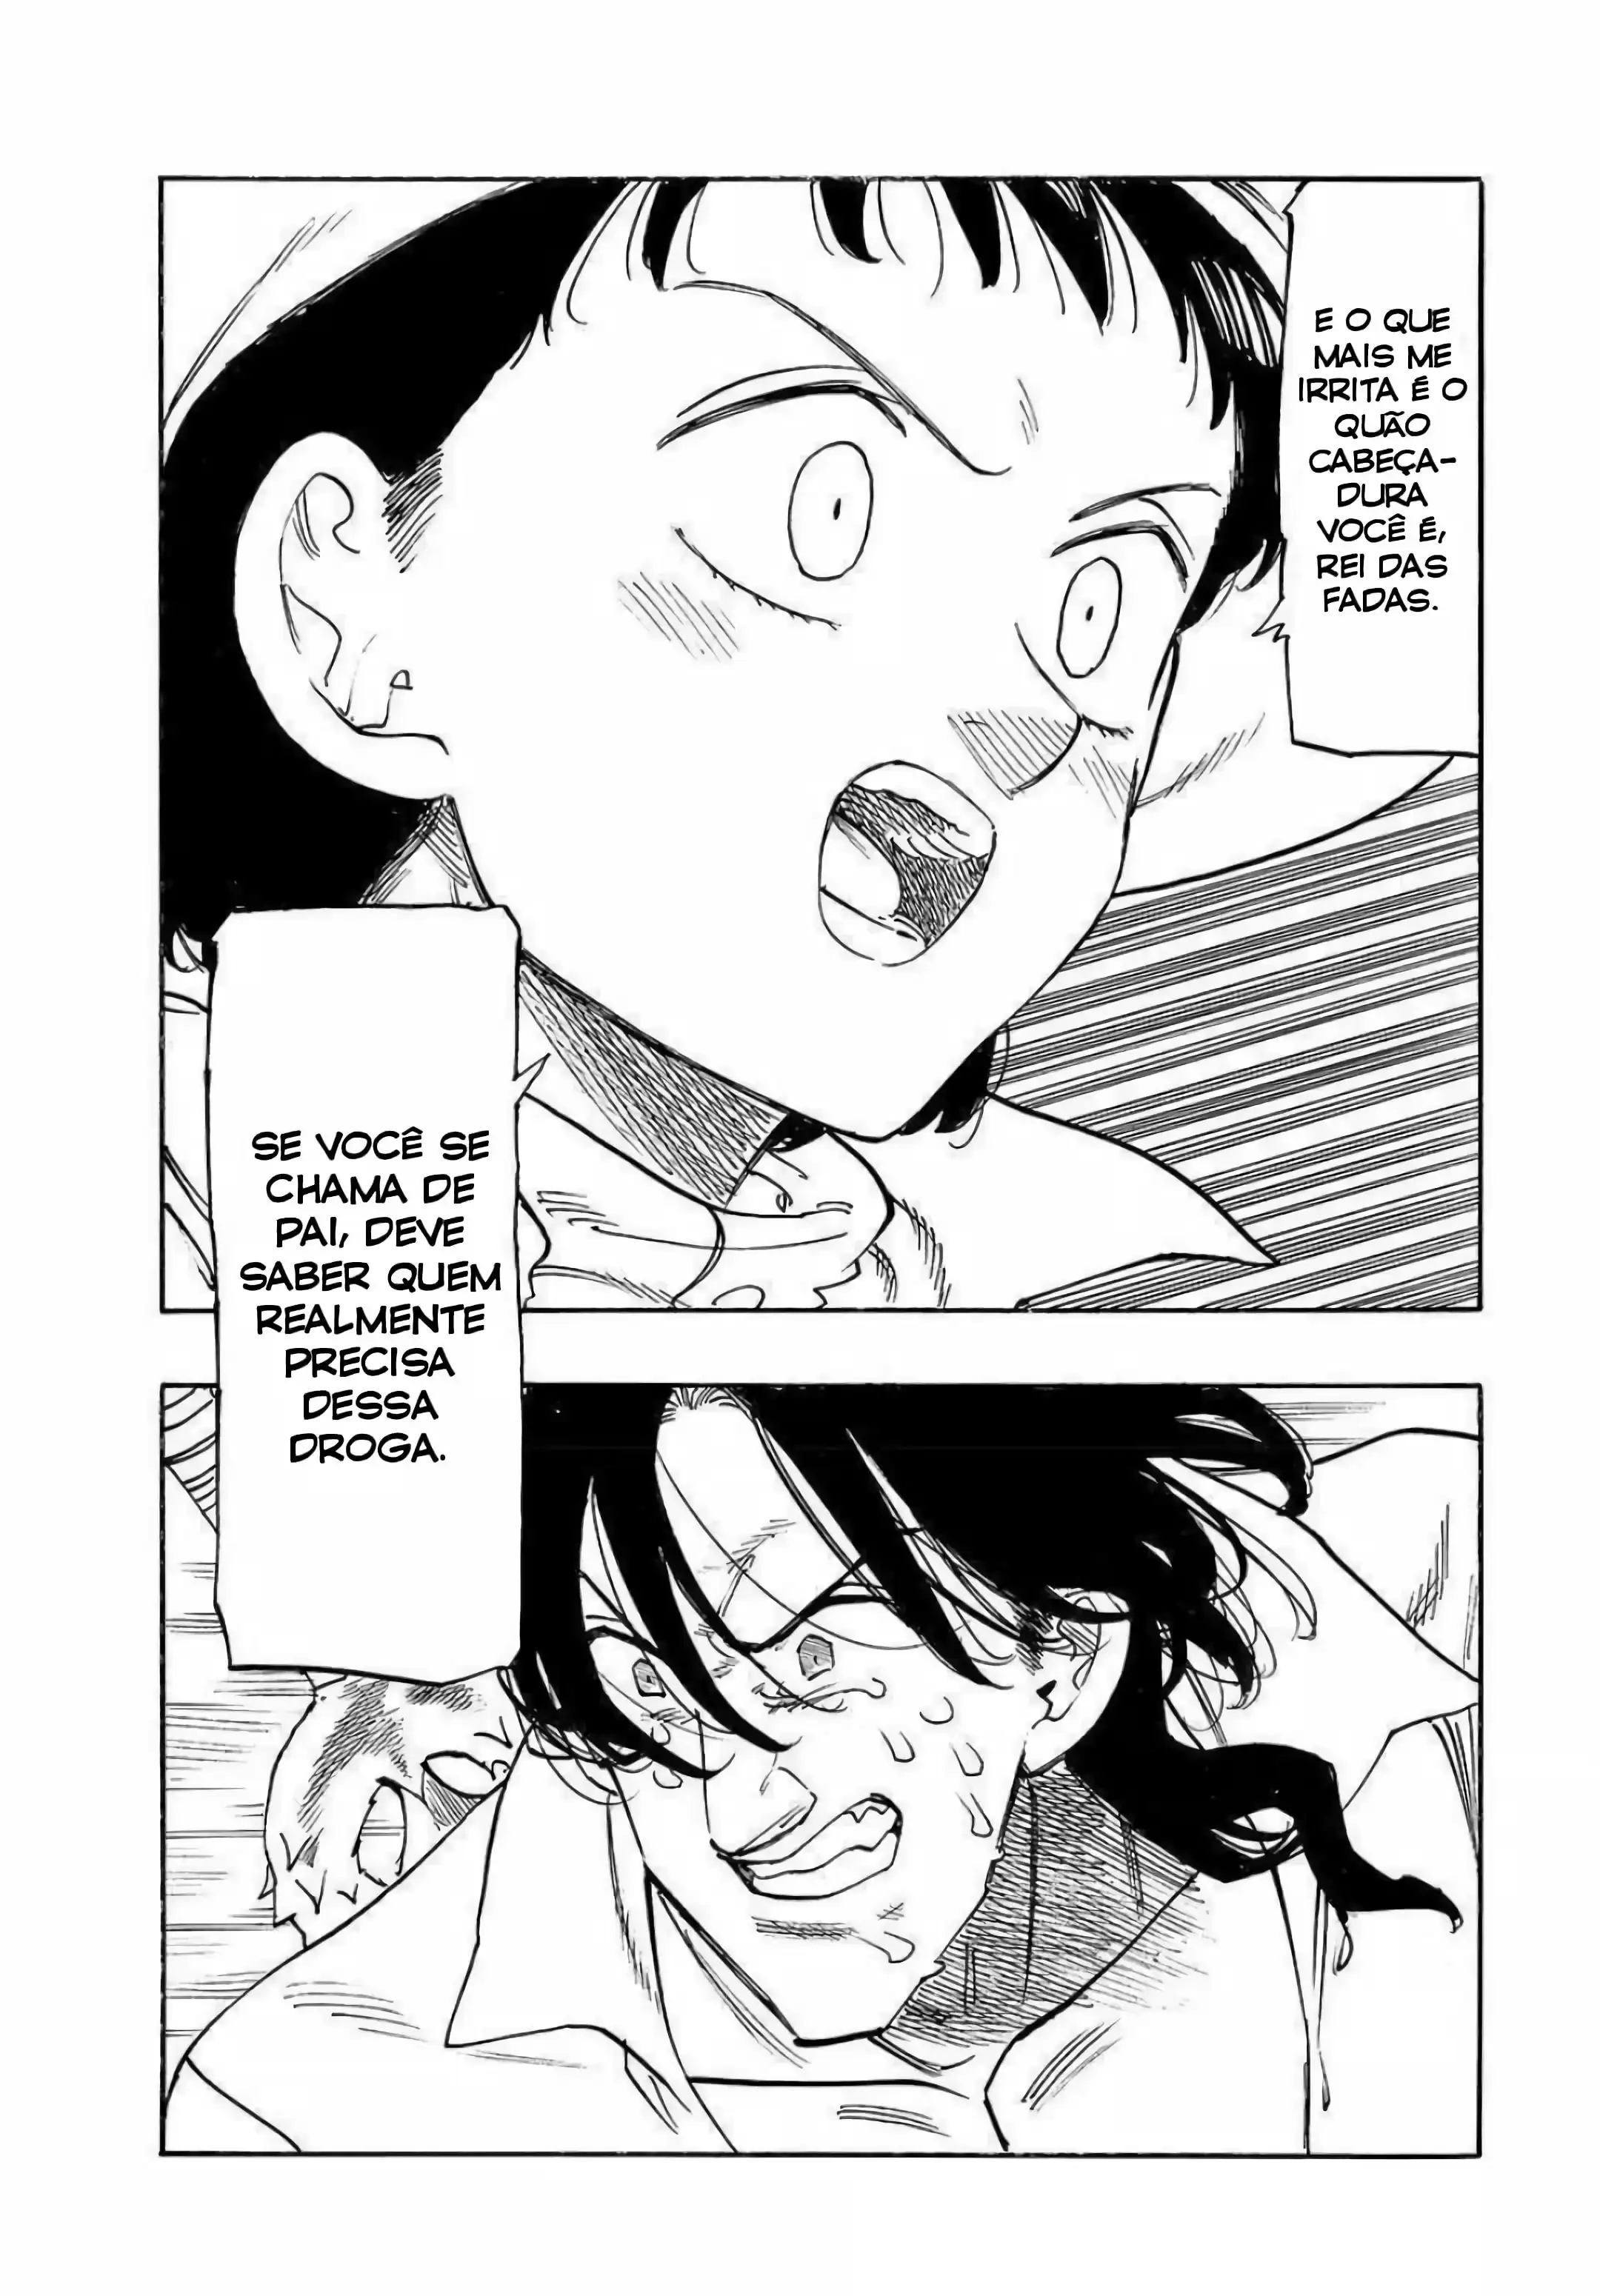 E O QUE
MAIS ME
IRRITA É O
QUÃO
CABEÇA-
DURA
VOCÊ É,
REI DAS
FADAS.
SE VOCÊ SE
CHAMA DE
PAI, DEVE
SABER QUEM
REALMENTE
PRECISA
DESSA
DROGA.